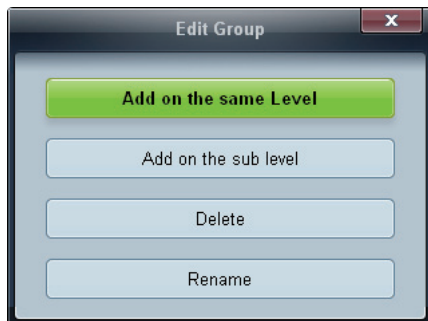 Edit Group
x
Add on the same Level
Add on the sub level
Delete
Rename